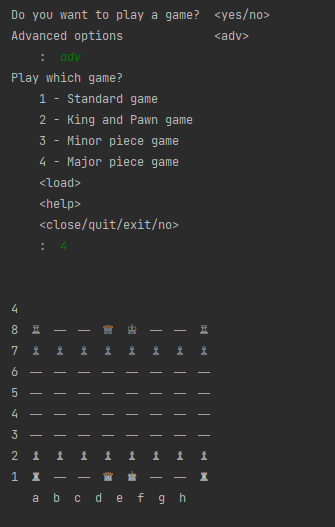 Do you want to play a game?  <yes/no>
Advanced options             <adv>
    :  adv
Play which game?
    1 - Standard game
    2 - King and Pawn game
    3 - Minor piece game
    4 - Major piece game
    <load>
    <help>
    <close/quit/exit/no>
    :  4
4
8  ♖  —  —  ♕  ♔  —  —  ♖
7  ♗  ♗  ♗  ♗  ♗  ♗  ♗  ♗
6  —  —  —  —  —  —  —  —
5  —  —  —  —  —  —  —  —
4  —  —  —  —  —  —  —  —
3  —  —  —  —  —  —  —  —
2  ♟  ♟  ♟  ♟  ♟  ♟  ♟  ♟
1  ♜  —  —  ♛  ♚  —  —  ♜
   a  b  c  d  e  f  g  h